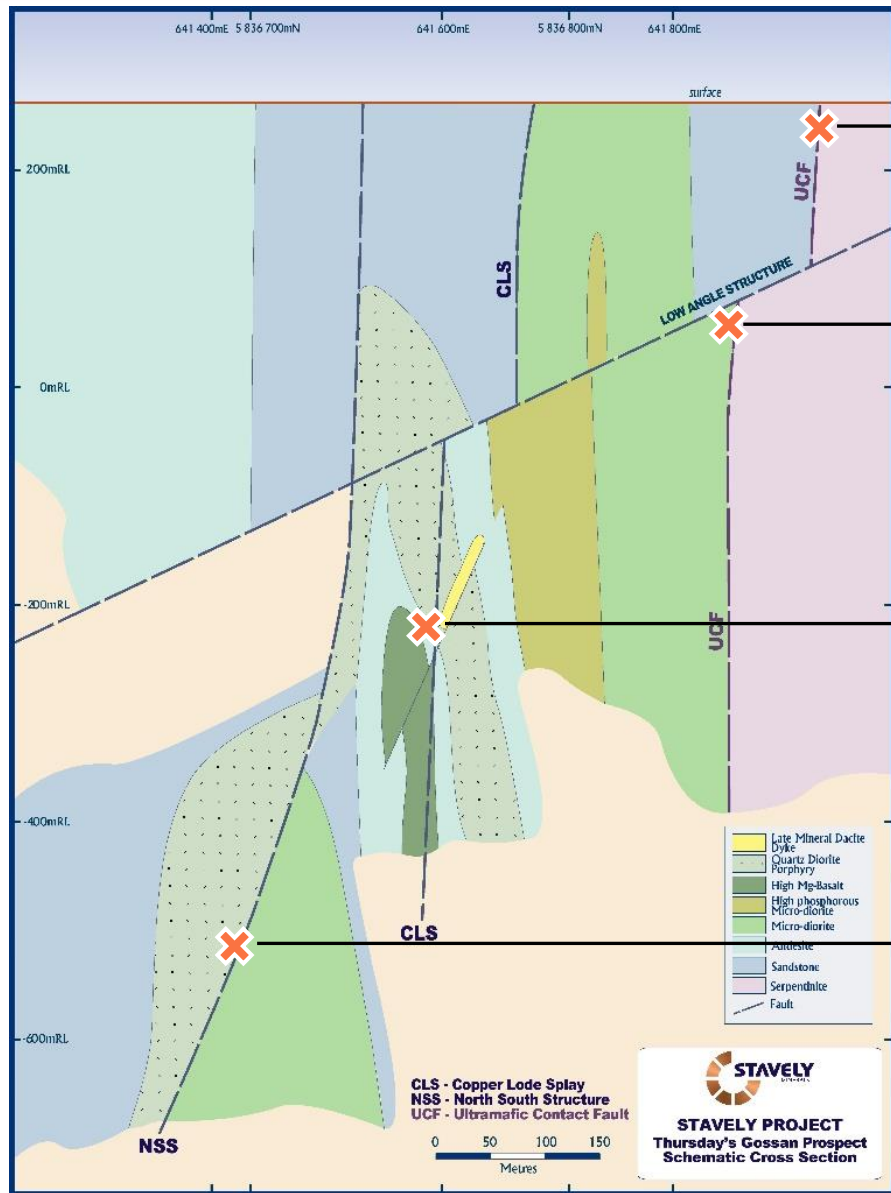 641 400mE 5 836 700mN 641 600mE 5 836 800mN 641 800mE
surface
200mRL
UCF
CLS
LOW ANGLE STRUCTURE
0mRL
-200mRL
UCF
-400mRL
CLS
-600mRL
NSS
Late Mineral Dacite
Dyke
Quartz Diorite
Porphyry
High Mg-Basalt
High phosphorous
Micro-diorite
Micro-diorite
Andesite
Sandstone
Serpentinite
Fault
CLS - Copper Lode Splay
NSS - North South Structure
UCF - Ultramafic Contact Fault
0 50 100 150
Metres
STAVELY
MINERALS
STAVELY PROJECT
Thursday's Gossan Prospect
Schematic Cross Section